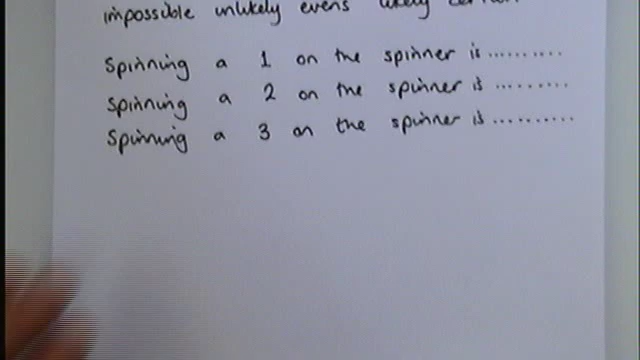 impossible unlikely evens likely
Spinning a 1 on the spinner is ..........
Spinning a 2 on the spinner is ..........
Spinning a 3 on the spinner is ...........